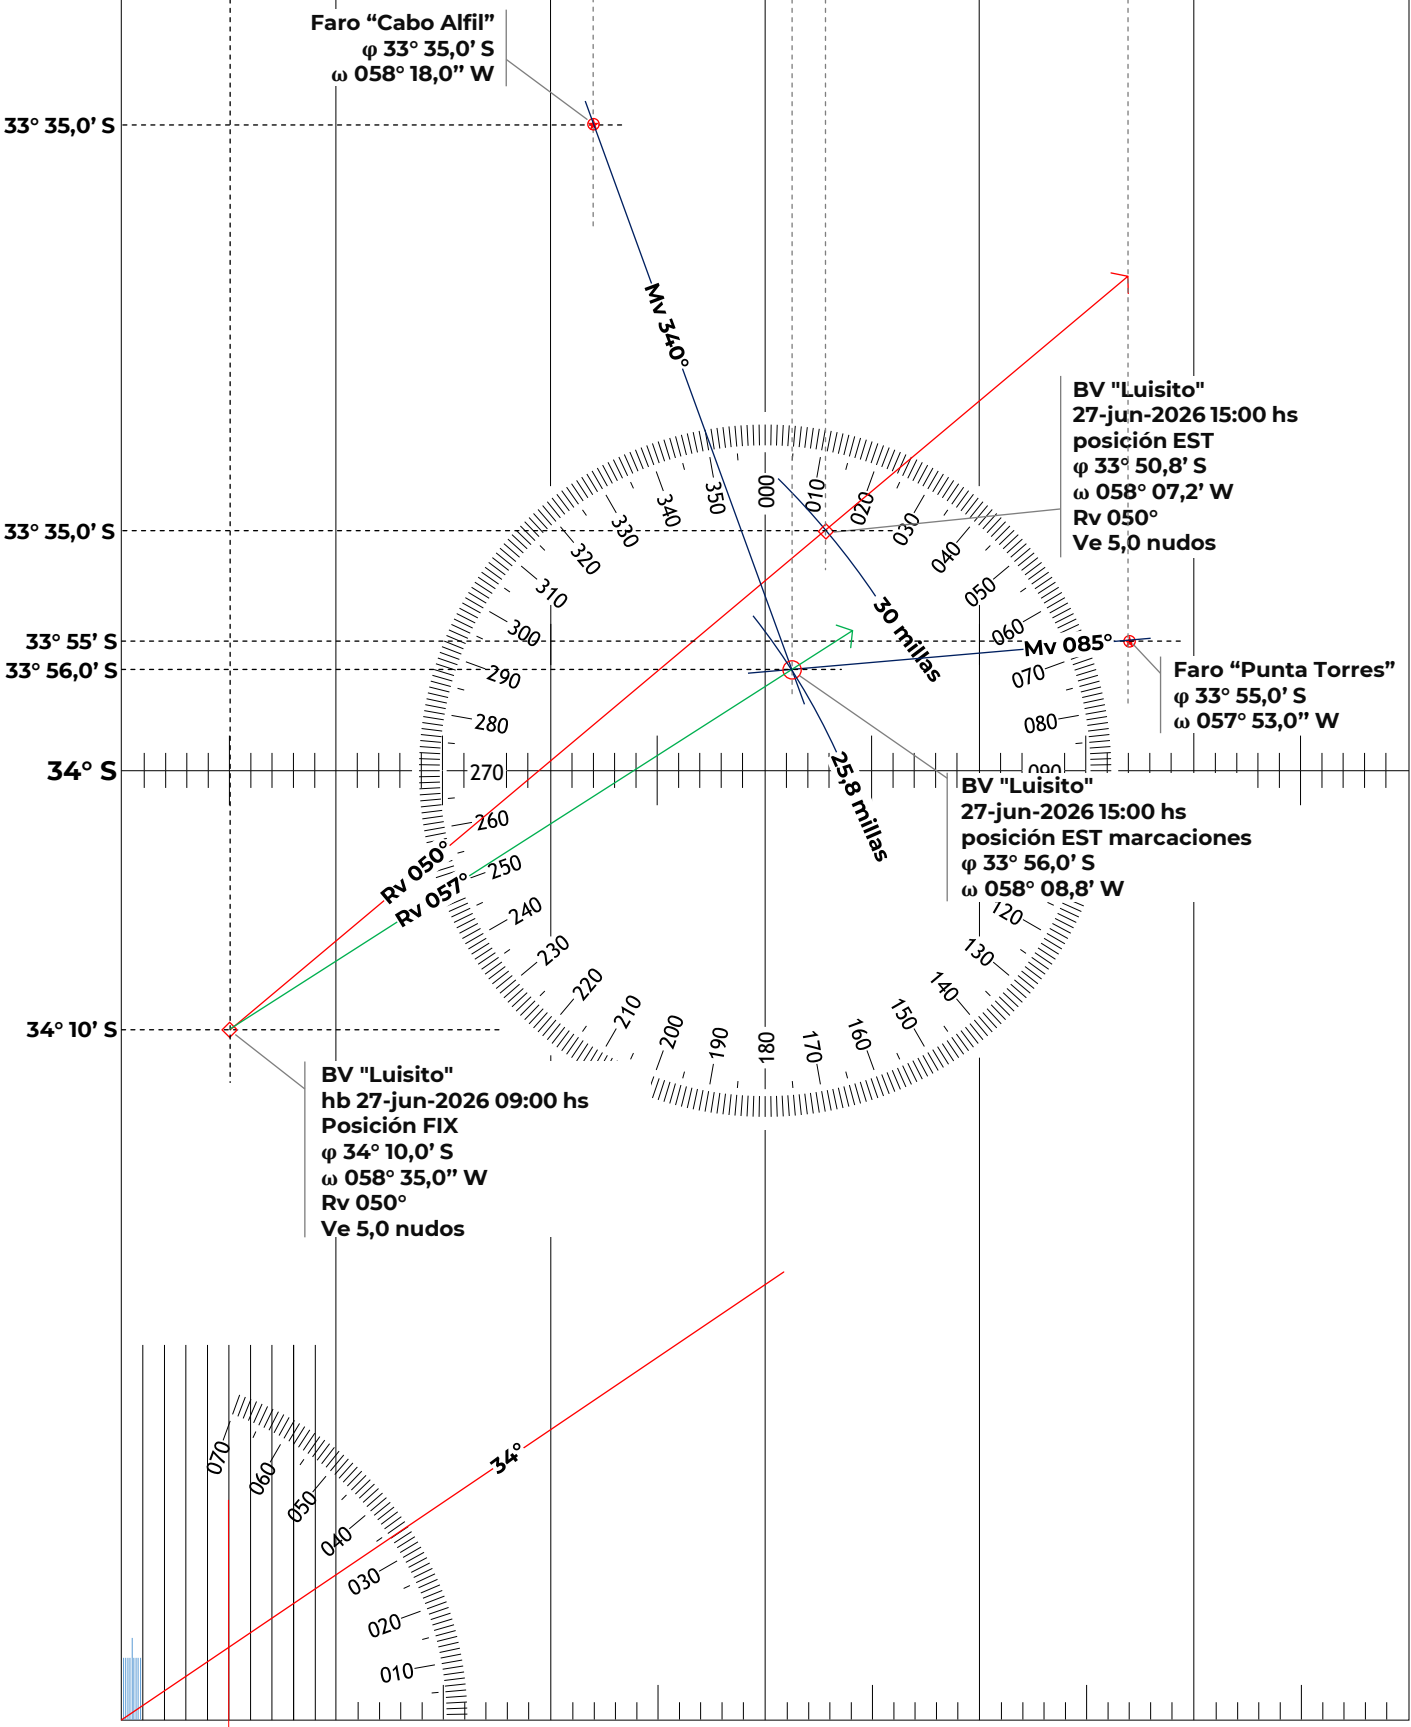 Faro “Cabo Alfil”
φ 33° 35,0’ S
ω 058° 18,0” W
33° 35,0’ S
Mv 340°
BV "Luisito"
27-jun-2026 15:00 hs
posición EST
φ 33° 50,8’ S
ω 058° 07,2’ W
Rv 050°
Ve 5,0 nudos
33° 35,0’ S
33° 55’ S
33° 56,0’ S
34° S
34° 10’ S
30 millas
Mv 085°
Faro “Punta Torres”
φ 33° 55,0’ S
ω 057° 53,0” W
25,8 millas
BV "Luisito"
27-jun-2026 15:00 hs
posición EST marcaciones
φ 33° 56,0’ S
ω 058° 08,8’ W
Rv 050°
Rv 057°
000
010
020
030
040
050
060
070
080
090
120
130
140
150
160
170
180
190
200
210
220
230
240
250
260
270
280
290
300
310
320
330
340
350
BV "Luisito"
hb 27-jun-2026 09:00 hs
Posición FIX
φ 34° 10,0’ S
ω 058° 35,0” W
Rv 050°
Ve 5,0 nudos
34°
070
060
050
040
030
020
010